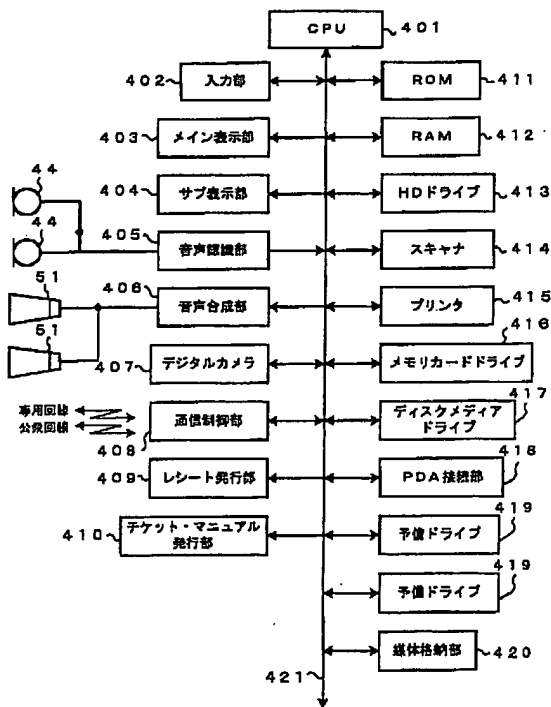 CPU
401
402
入力部
ROM
411
403
メイン表示部
RAM
412
44
404
サブ表示部
HDドライブ
413
44
405
音声認識部
スキャナ
414
51
406
音声合成部
プリンタ
415
51
416
407
デジタルカメラ
メモリカードドライブ
専用回線
公衆回線
通信制御部
408
417
ディスクメディア
ドライブ
409
レシート発行部
418
PDA接続部
410
チケット・マニュアル
発行部
419
予備ドライブ
419
予備ドライブ
媒体格納部
420
421